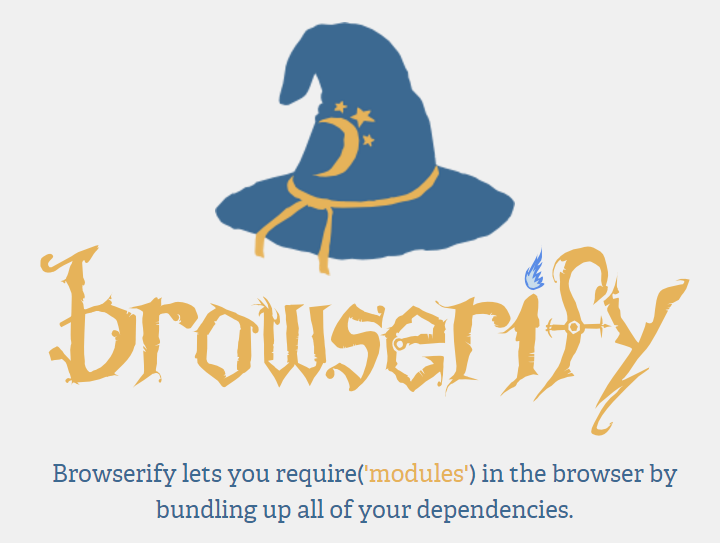 browserify
Browserify lets you require('modules') in the browser by
bundling up all of your dependencies.